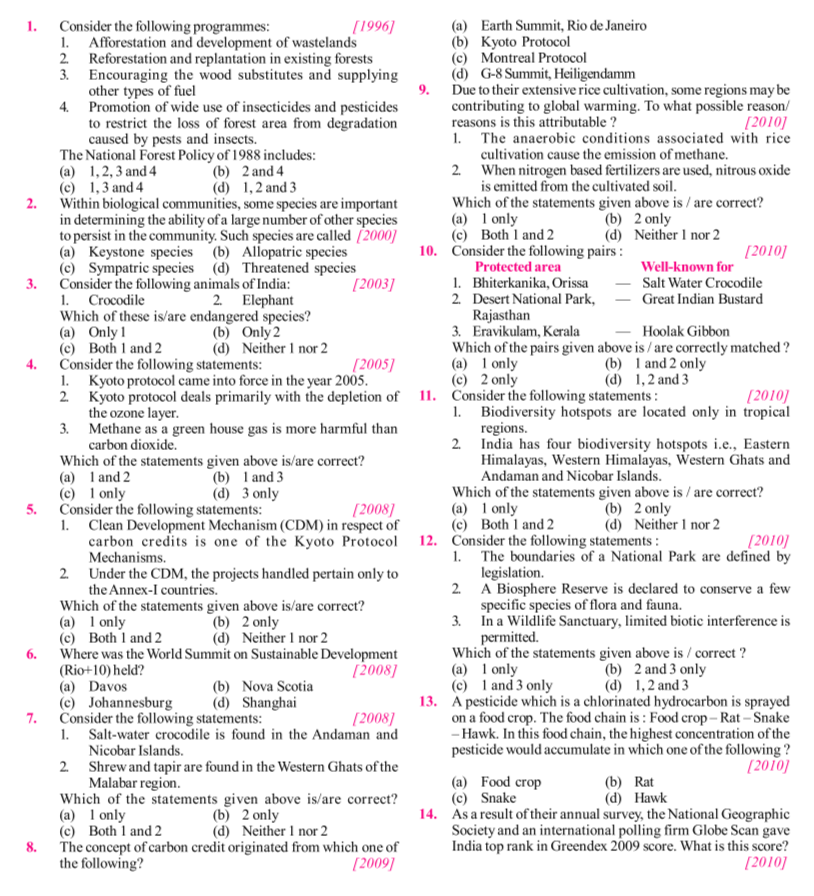 1. Consider the following programmes: [1996]
1. Afforestation and development of wastelands
2. Reforestation and replantation in existing forests
3. Encouraging the wood substitutes and supplying
other types of fuel
4. Promotion of wide use of insecticides and pesticides
to restrict the loss of forest area from degradation
caused by pests and insects.
The National Forest Policy of 1988 includes:
(a) 1, 2, 3 and 4 (b) 2 and 4
(c) 1, 3 and 4 (d) 1, 2 and 3
2. Within biological communities, some species are important
in determining the ability of a large number of other species
to persist in the community. Such species are called [2000]
(a) Keystone species (b) Allopatric species
(c) Sympatric species (d) Threatened species
3. Consider the following animals of India: [2003]
1. Crocodile 2. Elephant
Which of these is/are endangered species?
(a) Only 1 (b) Only 2
(c) Both 1 and 2 (d) Neither 1 nor 2
4. Consider the following statements: [2005]
1. Kyoto protocol came into force in the year 2005.
2. Kyoto protocol deals primarily with the depletion of
the ozone layer.
3. Methane as a green house gas is more harmful than
carbon dioxide.
Which of the statements given above is/are correct?
(a) 1 and 2 (b) 1 and 3
(c) 1 only (d) 3 only
5. Consider the following statements: [2008]
1. Clean Development Mechanism (CDM) in respect of
carbon credits is one of the Kyoto Protocol
Mechanisms.
2. Under the CDM, the projects handled pertain only to
the Annex-I countries.
Which of the statements given above is/are correct?
(a) 1 only (b) 2 only
(c) Both 1 and 2 (d) Neither 1 nor 2
6. Where was the World Summit on Sustainable Development
(Rio+10) held? [2008]
(a) Davos (b) Nova Scotia
(c) Johannesburg (d) Shanghai
7. Consider the following statements: [2008]
1. Salt-water crocodile is found in the Andaman and
Nicobar Islands.
2. Shrew and tapir are found in the Western Ghats of the
Malabar region.
Which of the statements given above is/are correct?
(a) 1 only (b) 2 only
(c) Both 1 and 2 (d) Neither 1 nor 2
8. The concept of carbon credit originated from which one of
the following? [2009]
(a) Earth Summit, Rio de Janeiro
(b) Kyoto Protocol
(c) Montreal Protocol
(d) G-8 Summit, Heiligendamm
9. Due to their extensive rice cultivation, some regions may be
contributing to global warming. To what possible reason/
reasons is this attributable ? [2010]
1. The anaerobic conditions associated with rice
cultivation cause the emission of methane.
2. When nitrogen based fertilizers are used, nitrous oxide
is emitted from the cultivated soil.
Which of the statements given above is / are correct?
(a) 1 only (b) 2 only
(c) Both 1 and 2 (d) Neither 1 nor 2
10. Consider the following pairs : [2010]
Protected area Well-known for
1. Bhiterkanika, Orissa — Salt Water Crocodile
2. Desert National Park, — Great Indian Bustard
Rajasthan
3. Eravikulam, Kerala — Hoolak Gibbon
Which of the pairs given above is / are correctly matched ?
(a) 1 only (b) 1 and 2 only
(c) 2 only (d) 1, 2 and 3
11. Consider the following statements : [2010]
1. Biodiversity hotspots are located only in tropical
regions.
2. India has four biodiversity hotspots i.e., Eastern
Himalayas, Western Himalayas, Western Ghats and
Andaman and Nicobar Islands.
Which of the statements given above is / are correct?
(a) 1 only (b) 2 only
(c) Both 1 and 2 (d) Neither 1 nor 2
12. Consider the following statements : [2010]
1. The boundaries of a National Park are defined by
legislation.
2. A Biosphere Reserve is declared to conserve a few
specific species of flora and fauna.
3. In a Wildlife Sanctuary, limited biotic interference is
permitted.
Which of the statements given above is / correct ?
(a) 1 only (b) 2 and 3 only
(c) 1 and 3 only (d) 1, 2 and 3
13. A pesticide which is a chlorinated hydrocarbon is sprayed
on a food crop. The food chain is : Food crop – Rat – Snake
– Hawk. In this food chain, the highest concentration of the
pesticide would accumulate in which one of the following ?
[2010]
(a) Food crop (b) Rat
(c) Snake (d) Hawk
14. As a result of their annual survey, the National Geographic
Society and an international polling firm Globe Scan gave
India top rank in Greendex 2009 score. What is this score?
[2010]